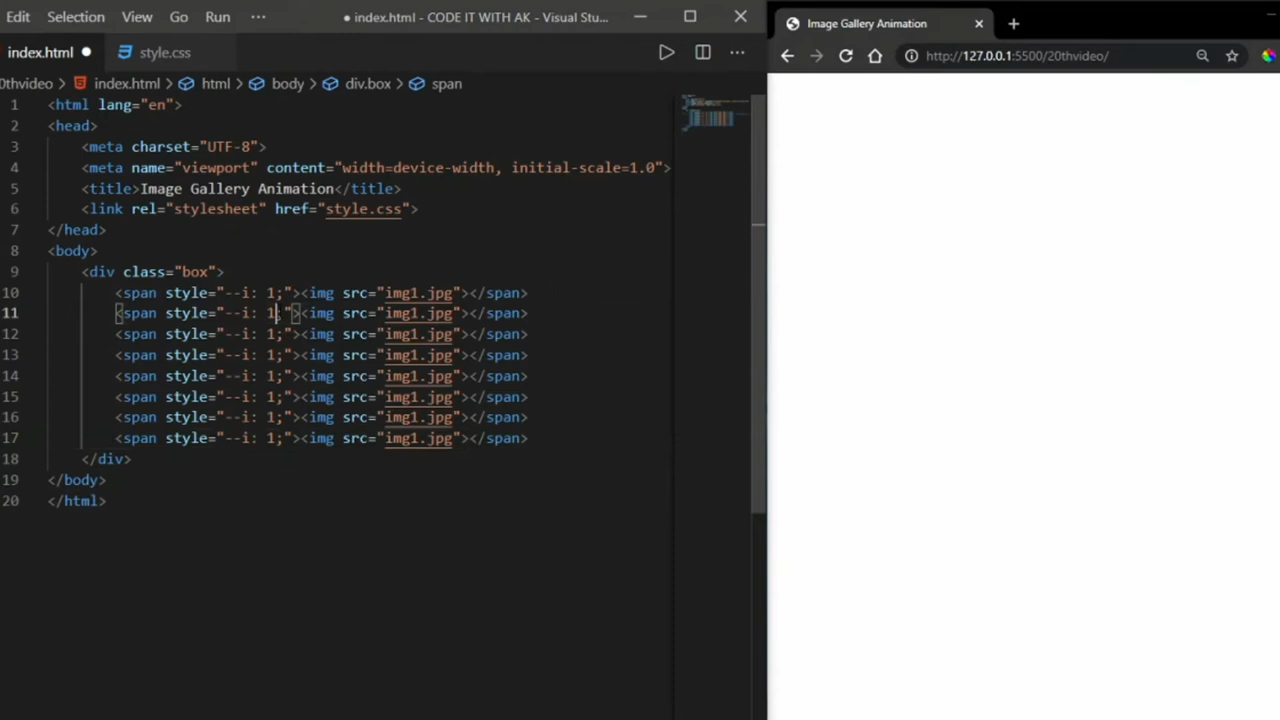 Edit Selection View Go Run ··· ● index.html - CODE IT WITH AK - Visual Stu...
index.html ● style.css
0thvideo > index.html > html > body > div.box > span
1 <html lang="en">
2 <head>
3 <meta charset="UTF-8">
4 <meta name="viewport" content="width=device-width, initial-scale=1.0">
5 <title>Image Gallery Animation</title>
6 <link rel="stylesheet" href="style.css">
7 </head>
8 <body>
9 <div class="box">
10 <span style="--i: 1;"><img src="img1.jpg"></span>
11 <span style="--i: 1;"><img src="img1.jpg"></span>
12 <span style="--i: 1;"><img src="img1.jpg"></span>
13 <span style="--i: 1;"><img src="img1.jpg"></span>
14 <span style="--i: 1;"><img src="img1.jpg"></span>
15 <span style="--i: 1;"><img src="img1.jpg"></span>
16 <span style="--i: 1;"><img src="img1.jpg"></span>
17 <span style="--i: 1;"><img src="img1.jpg"></span>
18 </div>
19 </body>
20 </html>
Image Gallery Animation
http://127.0.0.1:5500/20thvideo/